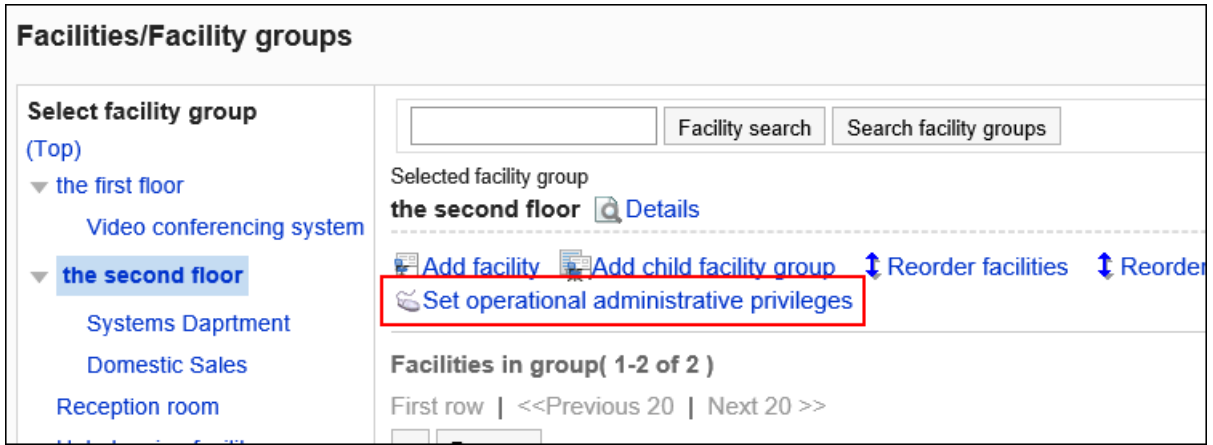 Facilities/Facility groups
Select facility group
(Top)
the first floor
Video conferencing system
the second floor
Systems Daprtment
Domestic Sales
Reception room
Facility search
Search facility groups
Selected facility group
the second floor Details
Add facility Add child facility group Reorder facilities Reorder
Set operational administrative privileges
Facilities in group( 1-2 of 2 )
First row | <<Previous 20 | Next 20 >>